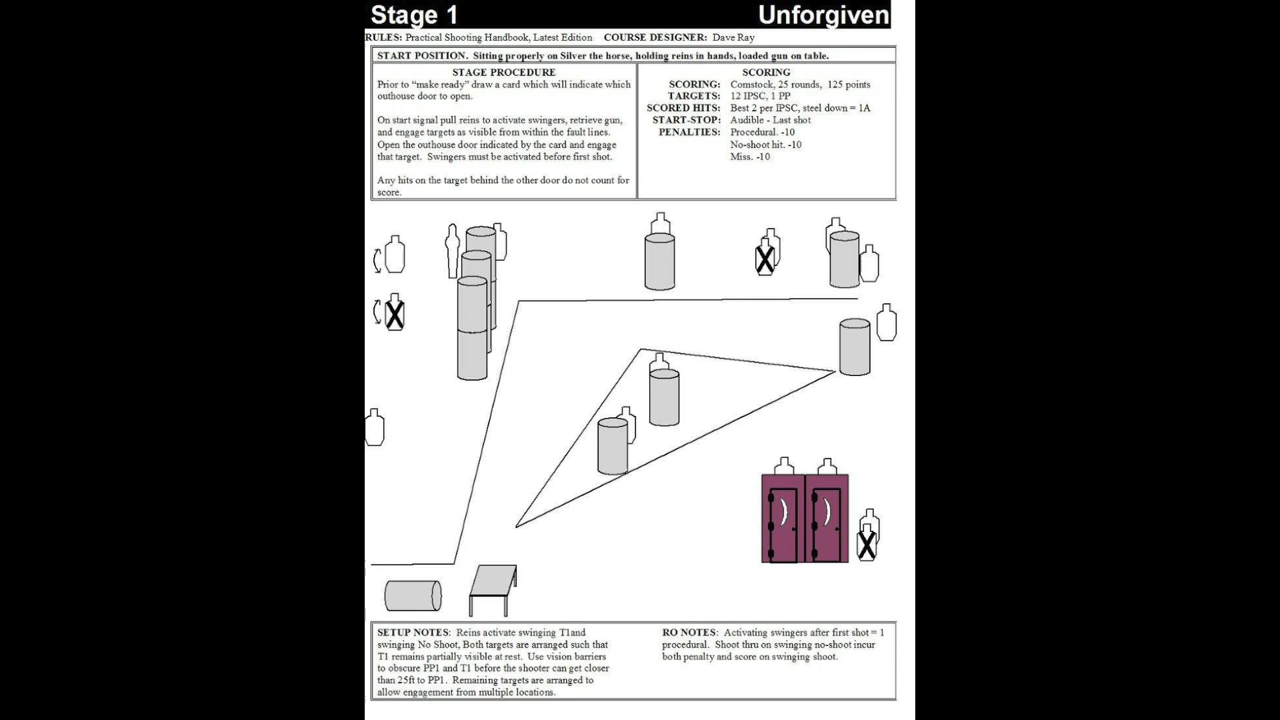 Stage 1 Unforgiven
RULES: Practical Shooting Handbook, Latest Edition COURSE DESIGNER: Dave Ray
START POSITION. Sitting properly on Silver the horse, holding reins in hands, loaded gun on table.
STAGE PROCEDURE
Prior to "make ready" draw a card which will indicate which
outhouse door to open.
On start signal pull reins to activate swingers, retrieve gun,
and engage targets as visible from within the fault lines.
Open the outhouse door indicated by the card and engage
that target. Swingers must be activated before first shot.
Any hits on the target behind the other door do not count for
score.
SCORING
SCORING: Comstock, 25 rounds, 125 points
TARGETS: 12 IPSC, 1 PP
SCORED HITS: Best 2 per IPSC, steel down = 1A
START-STOP: Audible - Last shot
PENALTIES: Procedural. -10
No-shoot hit. -10
Miss. -10
SETUP NOTES: Reins activate swinging T1and
swinging No Shoot, Both targets are arranged such that
T1 remains partially visible at rest. Use vision barriers
to obscure PP1 and T1 before the shooter can get closer
than 25ft to PP1. Remaining targets are arranged to
allow engagement from multiple locations.
RO NOTES: Activating swingers after first shot = 1
procedural. Shoot thru on swinging no-shoot incur
both penalty and score on swinging shoot.